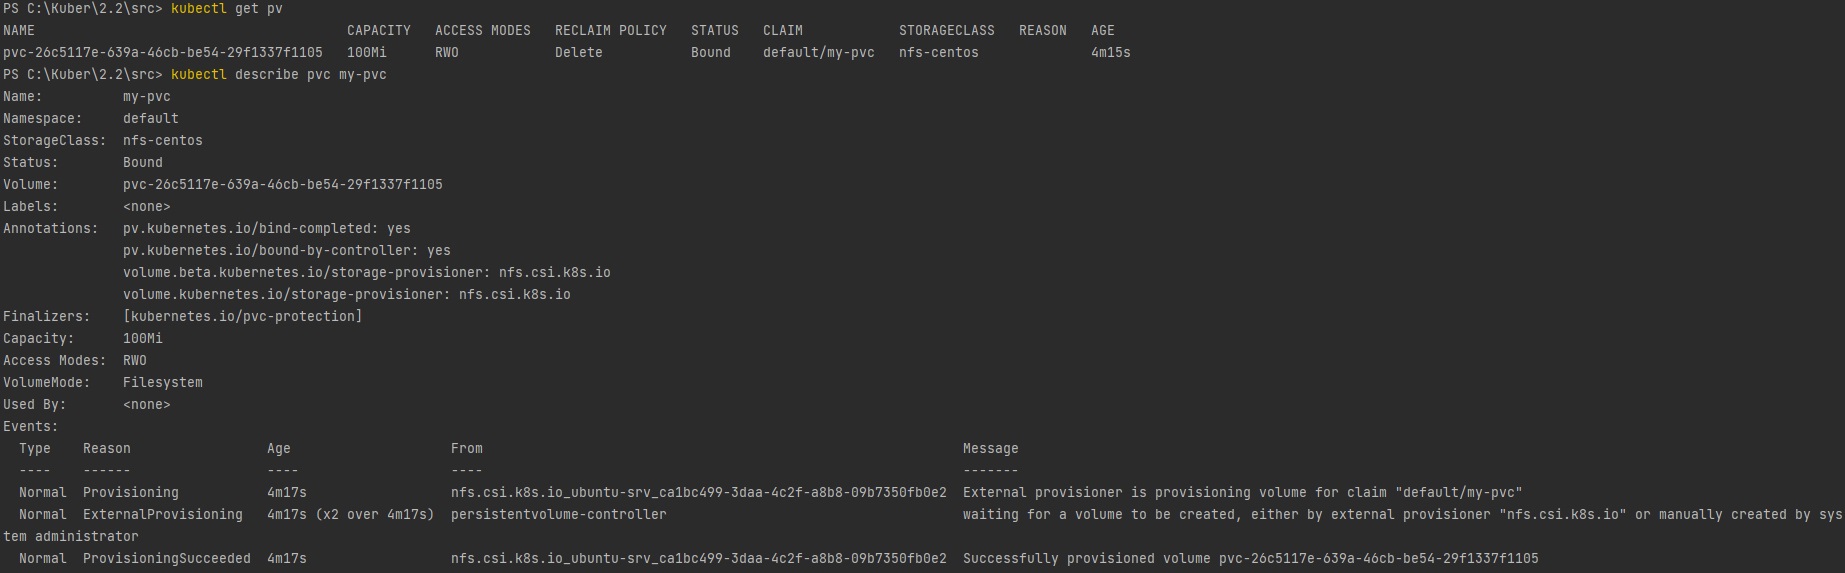 PS C:\Kuber\2.2\src> kubectl get pv
NAME                                       CAPACITY   ACCESS MODES   RECLAIM POLICY   STATUS   CLAIM            STORAGECLASS   REASON   AGE
pvc-26c5117e-639a-46cb-be54-29f1337f1105   100Mi      RWO            Delete           Bound    default/my-pvc   nfs-centos              4m15s
PS C:\Kuber\2.2\src> kubectl describe pvc my-pvc
Name:          my-pvc
Namespace:     default
StorageClass:  nfs-centos
Status:        Bound
Volume:        pvc-26c5117e-639a-46cb-be54-29f1337f1105
Labels:        <none>
Annotations:   pv.kubernetes.io/bind-completed: yes
               pv.kubernetes.io/bound-by-controller: yes
               volume.beta.kubernetes.io/storage-provisioner: nfs.csi.k8s.io
               volume.kubernetes.io/storage-provisioner: nfs.csi.k8s.io
Finalizers:    [kubernetes.io/pvc-protection]
Capacity:      100Mi
Access Modes:  RWO
VolumeMode:    Filesystem
Used By:       <none>
Events:
  Type    Reason                 Age                    From                                                            Message
  ----    ------                 ----                   ----                                                            -------
  Normal  Provisioning           4m17s                  nfs.csi.k8s.io_ubuntu-srv_ca1bc499-3daa-4c2f-a8b8-09b7350fb0e2  External provisioner is provisioning volume for claim "default/my-pvc"
  Normal  ExternalProvisioning   4m17s (x2 over 4m17s)  persistentvolume-controller                                     waiting for a volume to be created, either by external provisioner "nfs.csi.k8s.io" or manually created by sys
tem administrator
  Normal  ProvisioningSucceeded  4m17s                  nfs.csi.k8s.io_ubuntu-srv_ca1bc499-3daa-4c2f-a8b8-09b7350fb0e2  Successfully provisioned volume pvc-26c5117e-639a-46cb-be54-29f1337f1105